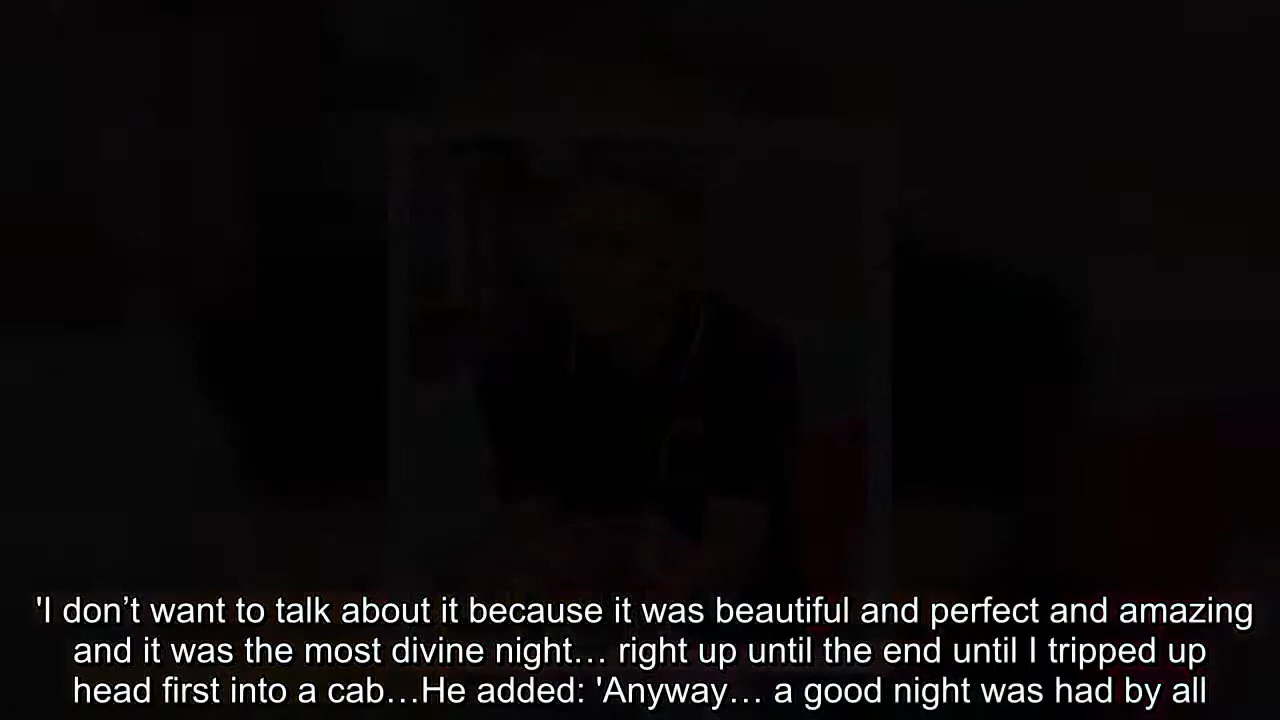 'I don’t want to talk about it because it was beautiful and perfect and amazing
and it was the most divine night… right up until the end until I tripped up
head first into a cab…He added: 'Anyway… a good night was had by all